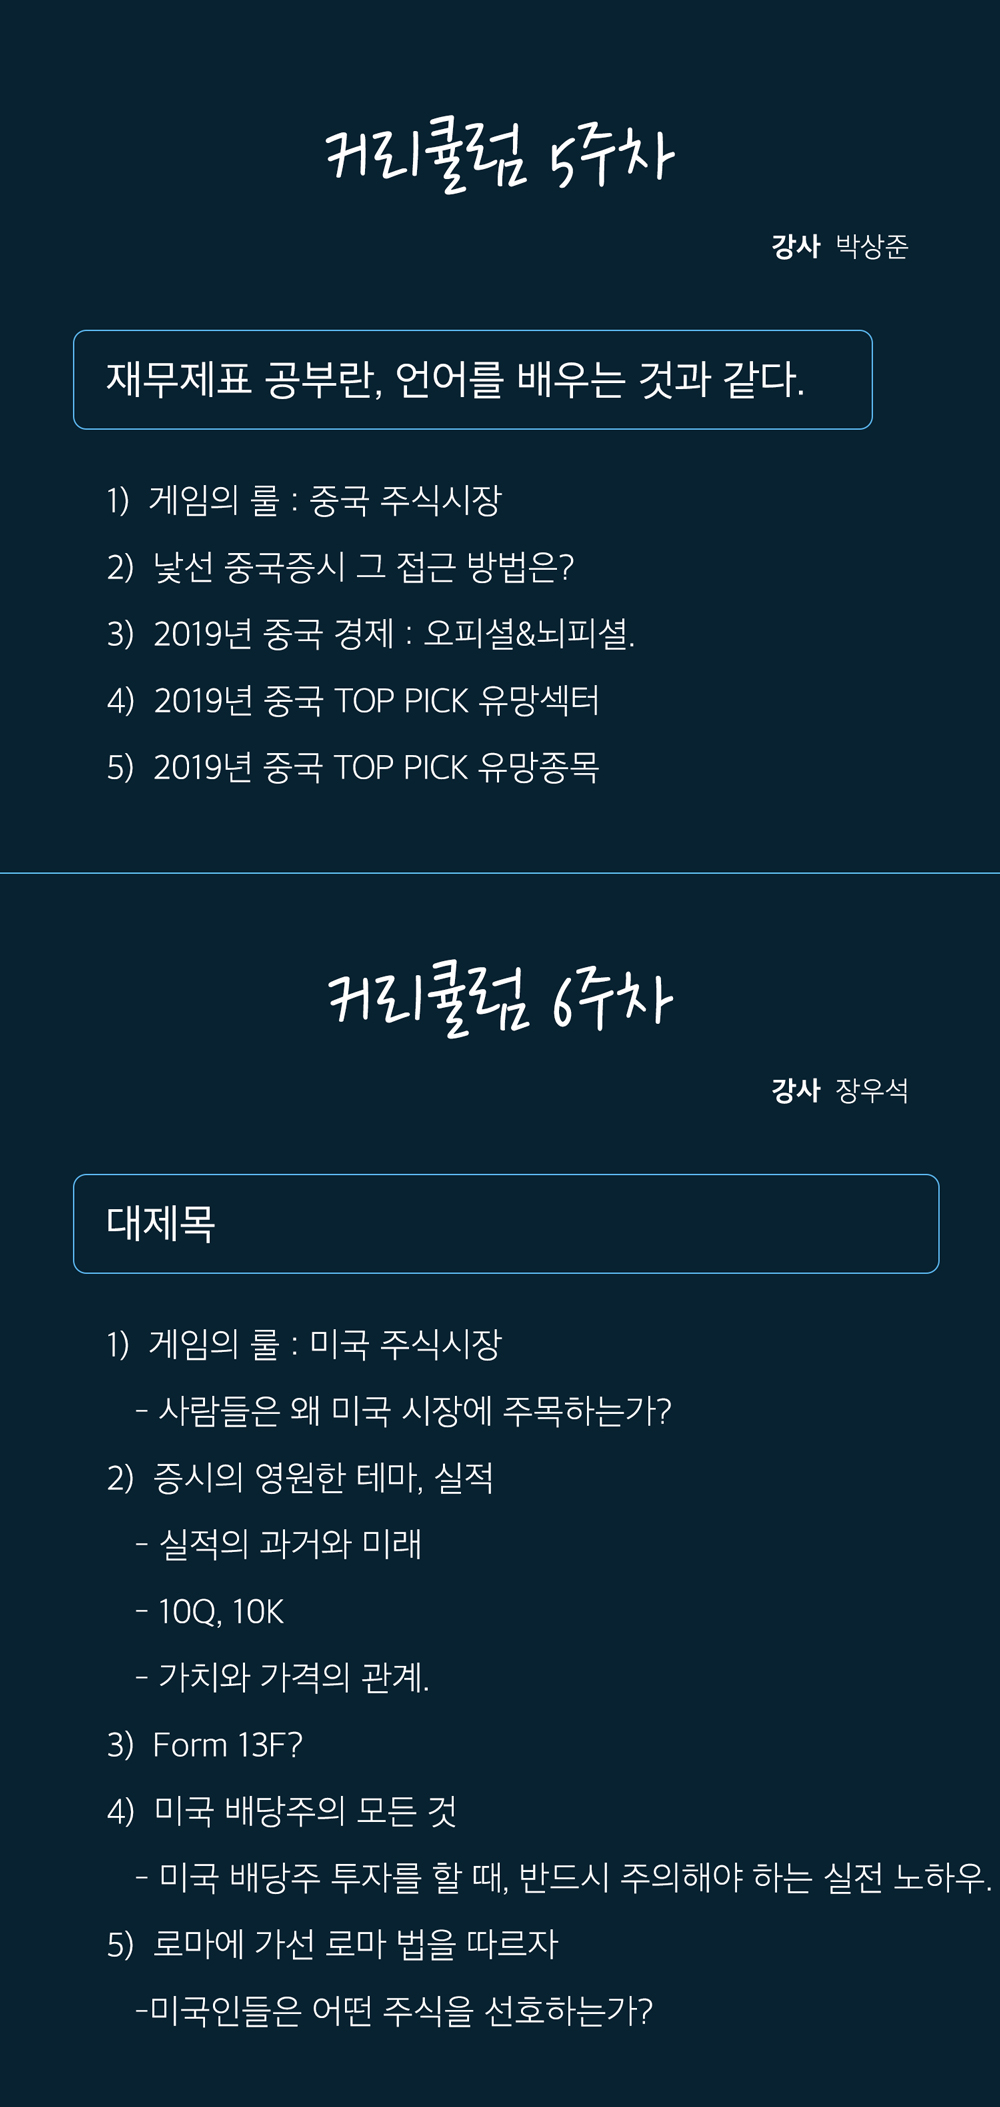 커리큘럼 5주차
강사 박상준
재무제표 공부란, 언어를 배우는 것과 같다.
1) 게임의 룰 : 중국 주식시장
2) 낯선 중국증시 그 접근 방법은?
3) 2019년 중국 경제 : 오피셜&뇌피셜.
4) 2019년 중국 TOP PICK 유망섹터
5) 2019년 중국 TOP PICK 유망종목
커리큘럼 6주차
강사 장우석
대제목
1) 게임의 룰 : 미국 주식시장
- 사람들은 왜 미국 시장에 주목하는가?
2) 증시의 영원한 테마, 실적
- 실적의 과거와 미래
- 10Q, 10K
- 가치와 가격의 관계.
3) Form 13F?
4) 미국 배당주의 모든 것
- 미국 배당주 투자를 할 때, 반드시 주의해야 하는 실전 노하우.
5) 로마에 가선 로마 법을 따르자
-미국인들은 어떤 주식을 선호하는가?